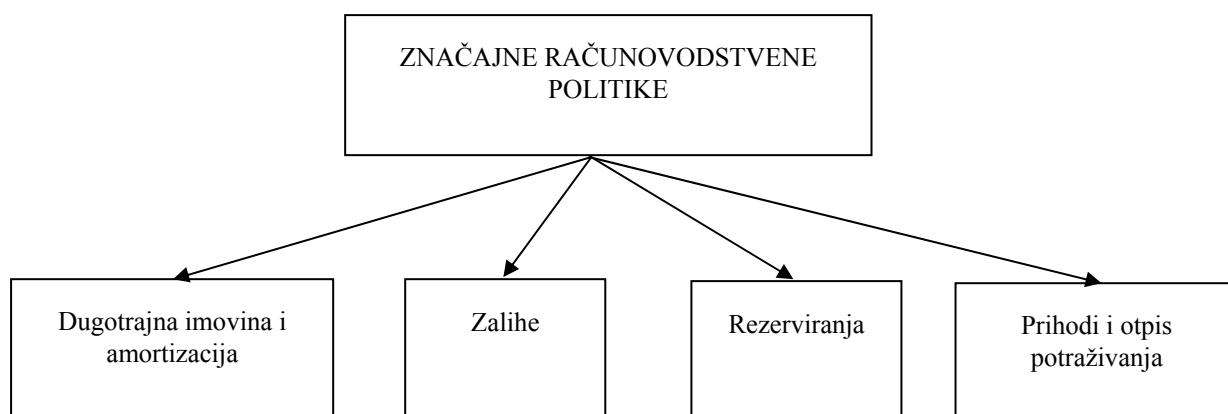 ZNAČAJNE RAČUNOVODSTVENE
POLITIKE
Dugotrajna imovina i
amortizacija
Zalihe
Rezerviranja
Prihodi i otpis
potraživanja